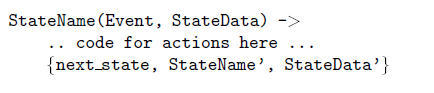 StateName(Event, StateData) ->
    .. code for actions here ...
    {next_state, StateName’, StateData’}